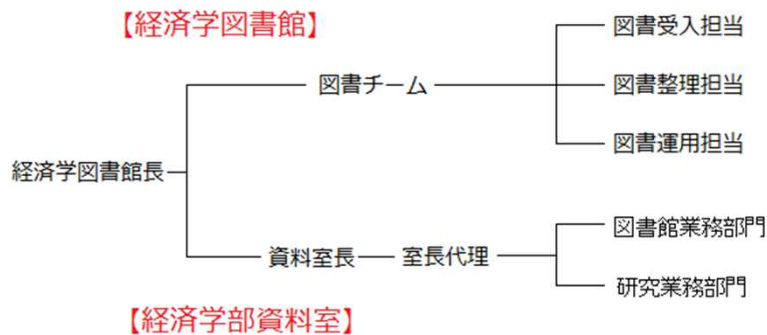 【経済学図書館】
図書受入担当
図書チーム
図書整理担当
図書運用担当
経済学図書館長
図書館業務部門
資料室長
室長代理
研究業務部門
【経済学部資料室】